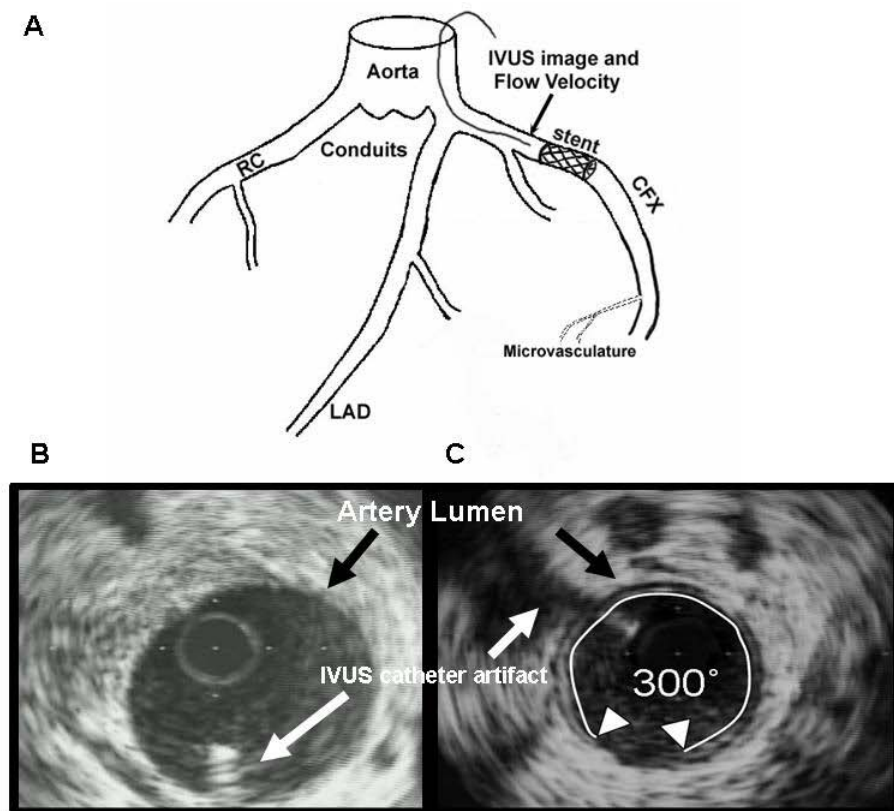 A
Aorta
IVUS image and
Flow Velocity
stent
RC
Conduits
CFX
Microvasculature
LAD
B
C
Artery Lumen
IVUS catheter artifact
300°